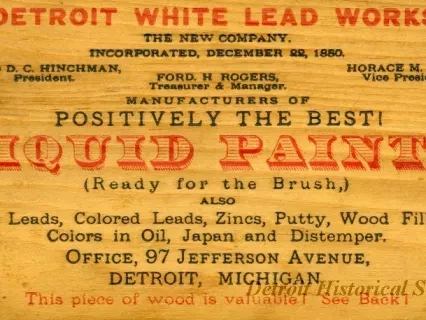 DETROIT WHITE LEAD WORKS
THE NEW COMPANY.
INCORPORATED, DECEMBER 22, 1880.
D. C. HINCHMAN, HORACE M.
President. Vice Presi
FORD. H ROGERS,
Treasurer & Manager.
MANUFACTURERS OF
POSITIVELY THE BEST!
IQUID PAINT
(Ready for the Brush,)
ALSO
Leads, Colored Leads, Zincs, Putty, Wood Fil
Colors in Oil, Japan and Distemper.
OFFICE, 97 JEFFERSON AVENUE,
DETROIT, MICHIGAN
Detroit Historical S
This piece of wood is valuable! See Back!